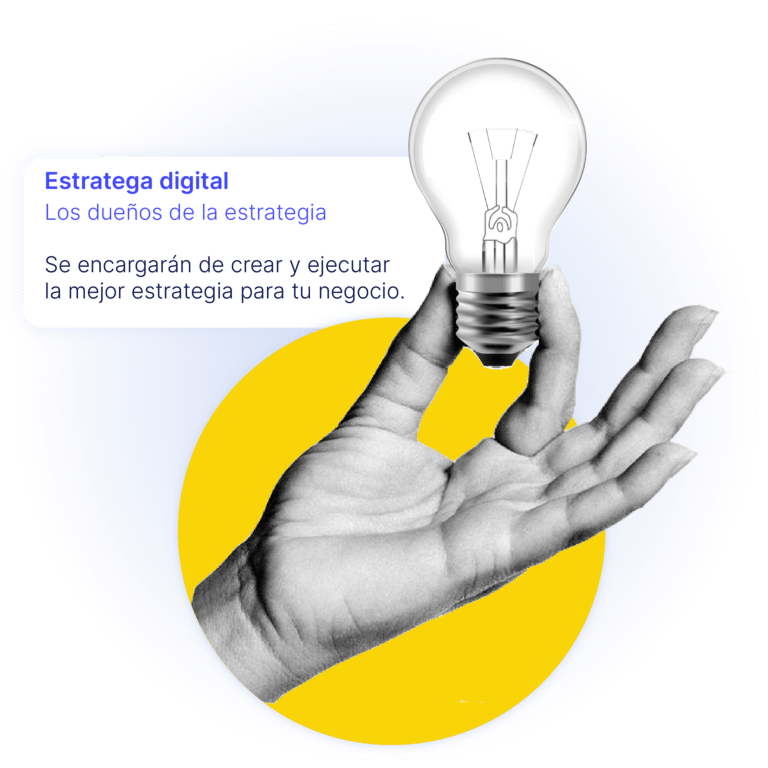 Estratega digital
Los dueños de la estrategia
Se encargarán de crear y ejecutar
la mejor estrategia para tu negocio.